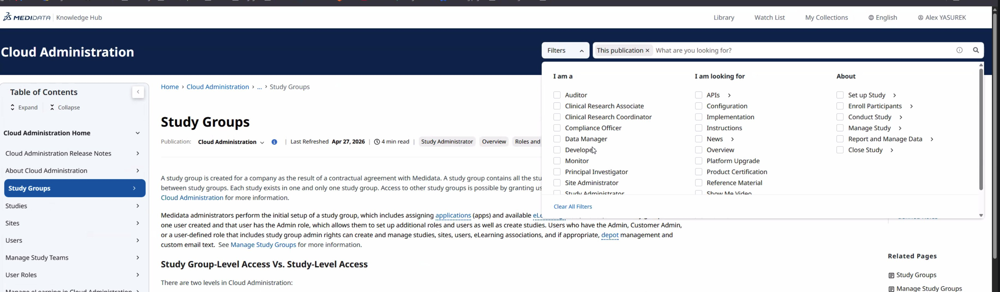 MEDIDATA Knowledge Hub
Library
Watch List
My Collections
English
Alex YASUREK
Cloud Administration
Filters
This publication
What are you looking for?
I am a
Auditor
Clinical Research Associate
Clinical Research Coordinator
Compliance Officer
Data Manager
Develope
Monitor
Principal Investigator
Site Administrator
Study Administrator
I am looking for
APIs
Configuration
Implementation
Instructions
News
Overview
Platform Upgrade
Product Certification
Reference Material
Show Me Video
About
Set up Study
Enroll Participants
Conduct Study
Manage Study
Report and Manage Data
Close Study
Clear All Filters
Table of Contents
Expand
Collapse
Cloud Administration Home
Cloud Administration Release Notes
About Cloud Administration
Study Groups
Studies
Sites
Users
Manage Study Teams
User Roles
Manage eLearning in Cloud Administration
Home › Cloud Administration › ... › Study Groups
Study Groups
Publication: Cloud Administration | Last Refreshed Apr 27, 2026 | 4 min read | Study Administrator Overview Roles and
A study group is created for a company as the result of a contractual agreement with Medidata. A study group contains all the stu
between study groups. Each study exists in one and only one study group. Access to other study groups is possible by granting us
Cloud Administration for more information.
Medidata administrators perform the initial setup of a study group, which includes assigning applications (apps) and available eLe
one user created and that user has the Admin role, which allows them to set up additional roles and users as well as create studies. Users who have the Admin, Customer Admin,
or a user-defined role that includes study group admin rights can create and manage studies, sites, users, eLearning associations, and if appropriate, depot management and
custom email text. See Manage Study Groups for more information.
Study Group-Level Access Vs. Study-Level Access
There are two levels in Cloud Administration:
Related Pages
Study Groups
Manage Study Groups